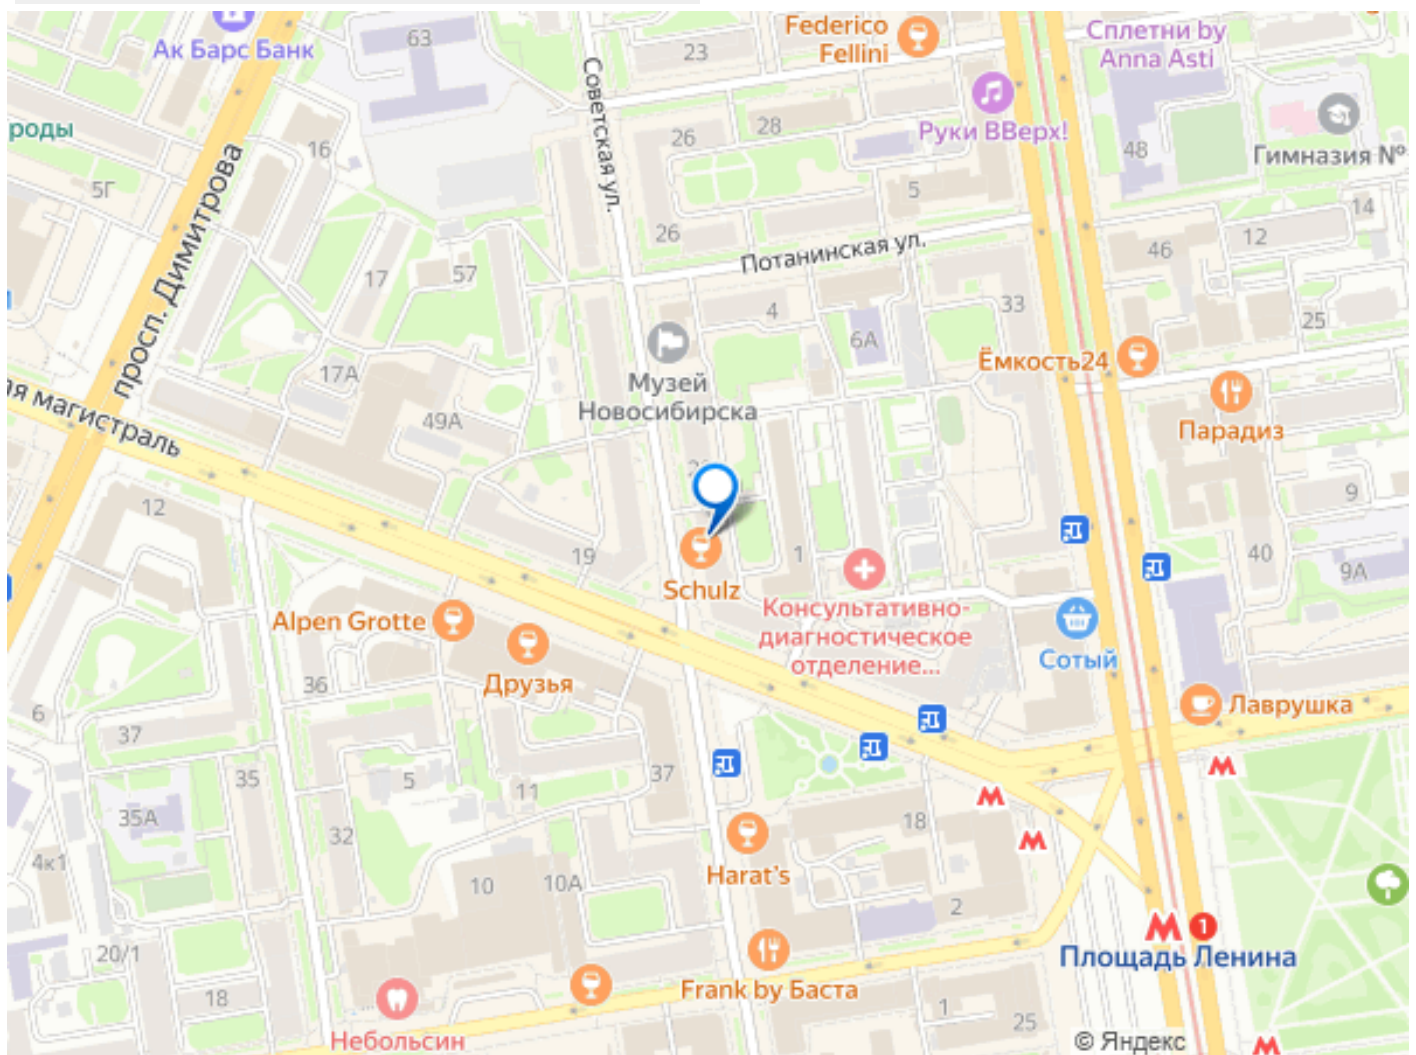 Ак Барс Банк
63
23
Federico
Fellini
Сплетни by
Anna Asti
Советская ул.
роды
16
26
28
Руки ВВерх!
48
Гимназия №
5Г
просп. Димитрова
5
14
26
Потанинская ул.
12
46
17
57
4
33
6А
25
Ёмкость24
17А
Музей
Новосибирска
49А
Парадиз
ая магистраль
12
9
19
1
40
9А
Schulz
Консультативно-
диагностическое
отделение...
Alpen Grotte
Друзья
Сотый
36
Лаврушка
6
37
35
5
11
37
35А
32
18
4к1
Harat's
10
10А
2
20/1
1
Площадь Ленина
18
Frank by Баста
1
25
Небольсин
© Яндекс